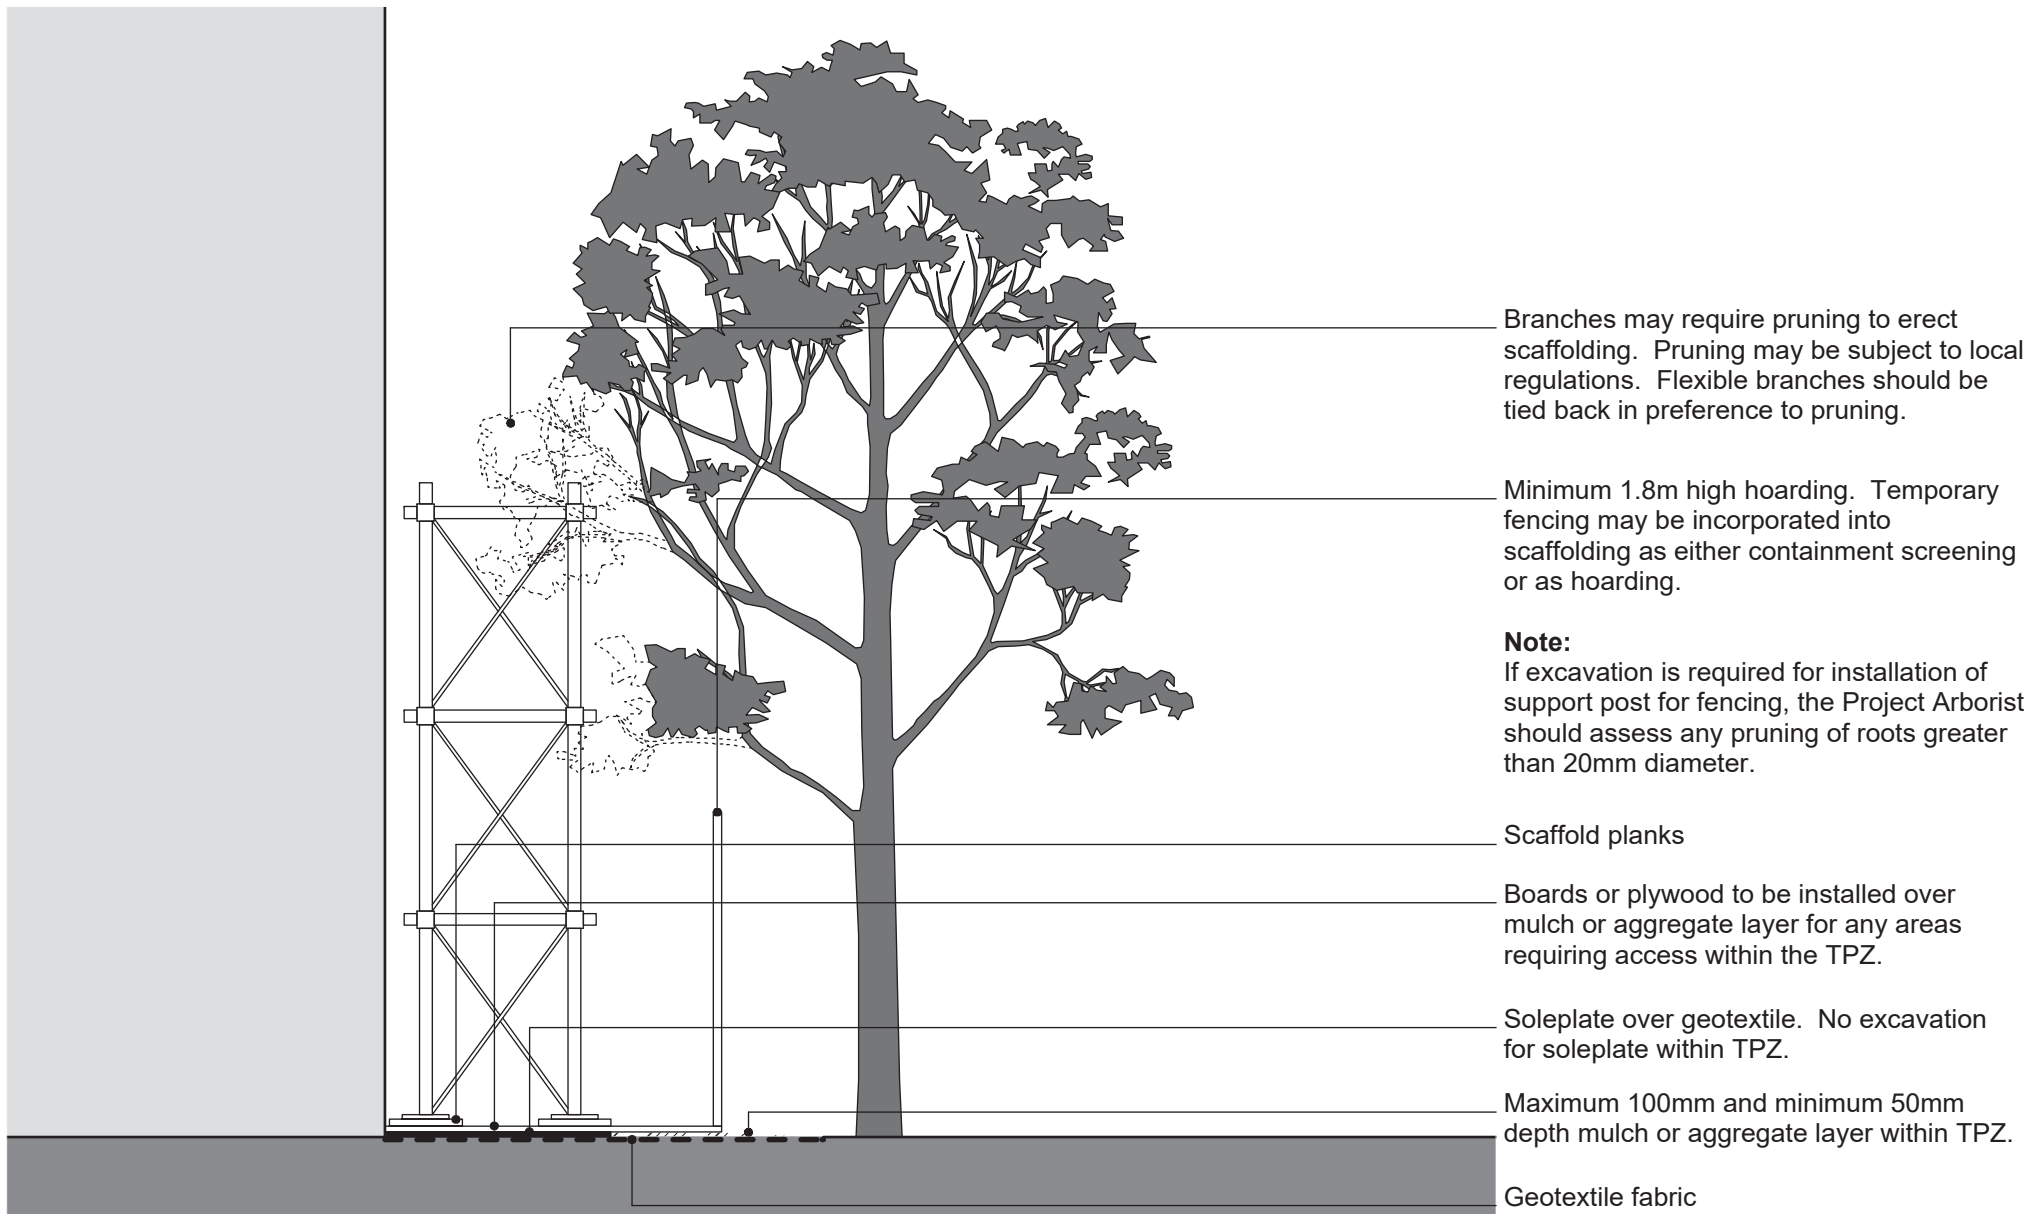 Branches may require pruning to erect
scaffolding.  Pruning may be subject to local
regulations.  Flexible branches should be
tied back in preference to pruning.
Minimum 1.8m high hoarding.  Temporary
fencing may be incorporated into
scaffolding as either containment screening
or as hoarding.
Note:
If excavation is required for installation of
support post for fencing, the Project Arborist
should assess any pruning of roots greater
than 20mm diameter.
Scaffold planks
Boards or plywood to be installed over
mulch or aggregate layer for any areas
requiring access within the TPZ.
Soleplate over geotextile.  No excavation
for soleplate within TPZ.
Maximum 100mm and minimum 50mm
depth mulch or aggregate layer within TPZ.
Geotextile fabric